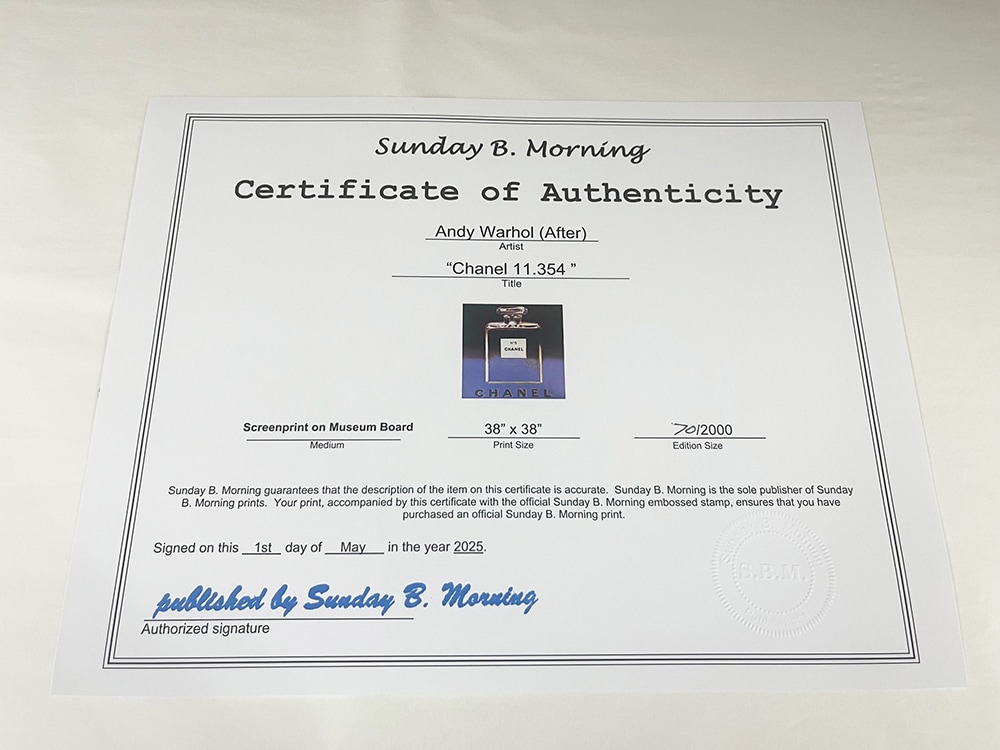 Sunday B. Morning
Certificate of Authenticity
Andy Warhol (After)
Artist
“Chanel 11.354 ”
Title
N°5
CHANEL
CHANEL
Screenprint on Museum Board
Medium
38” x 38”
Print Size
70/2000
Edition Size
Sunday B. Morning guarantees that the description of the item on this certificate is accurate. Sunday B. Morning is the sole publisher of Sunday
B. Morning prints. Your print, accompanied by this certificate with the official Sunday B. Morning embossed stamp, ensures that you have
purchased an official Sunday B. Morning print.
Signed on this 1st day of May in the year 2025.
published by Sunday B. Morning
Authorized signature
S.B.M.